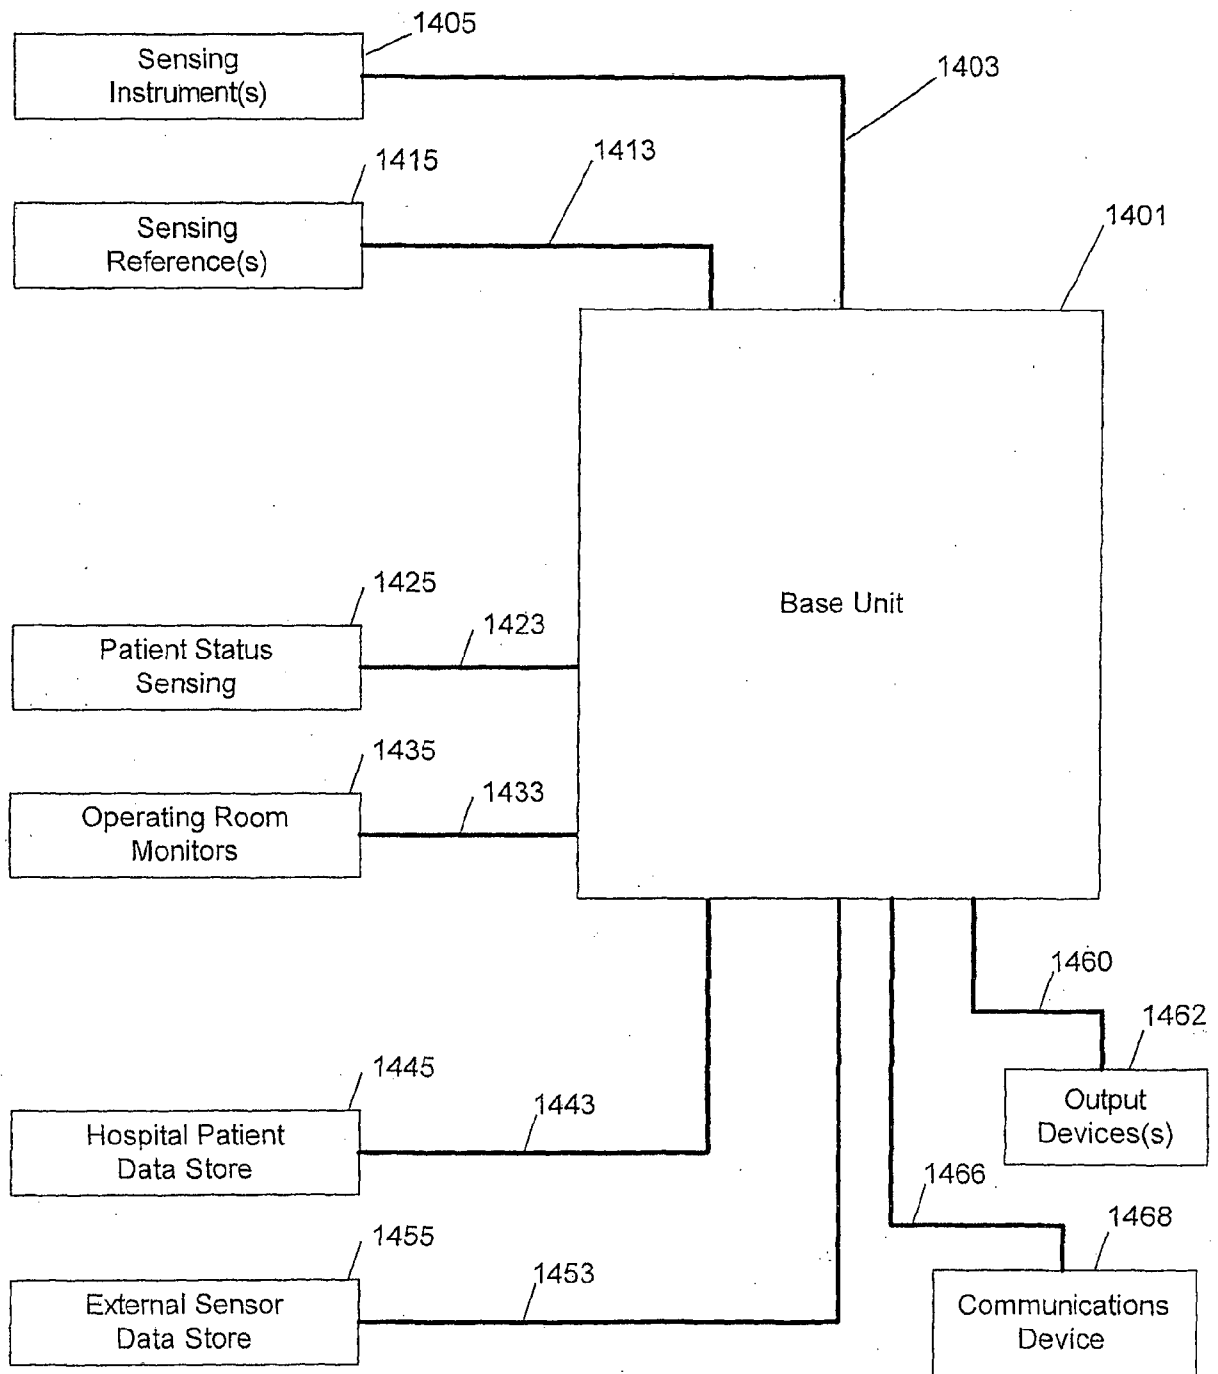 1405
Sensing
Instrument(s)
1403
1415
1413
Sensing
Reference(s)
1401
Base Unit
1425
1423
Patient Status
Sensing
1435
1433
Operating Room
Monitors
1460
1462
Output
Devices(s)
1445
1443
Hospital Patient
Data Store
1466
1468
Communications
Device
1455
1453
External Sensor
Data Store